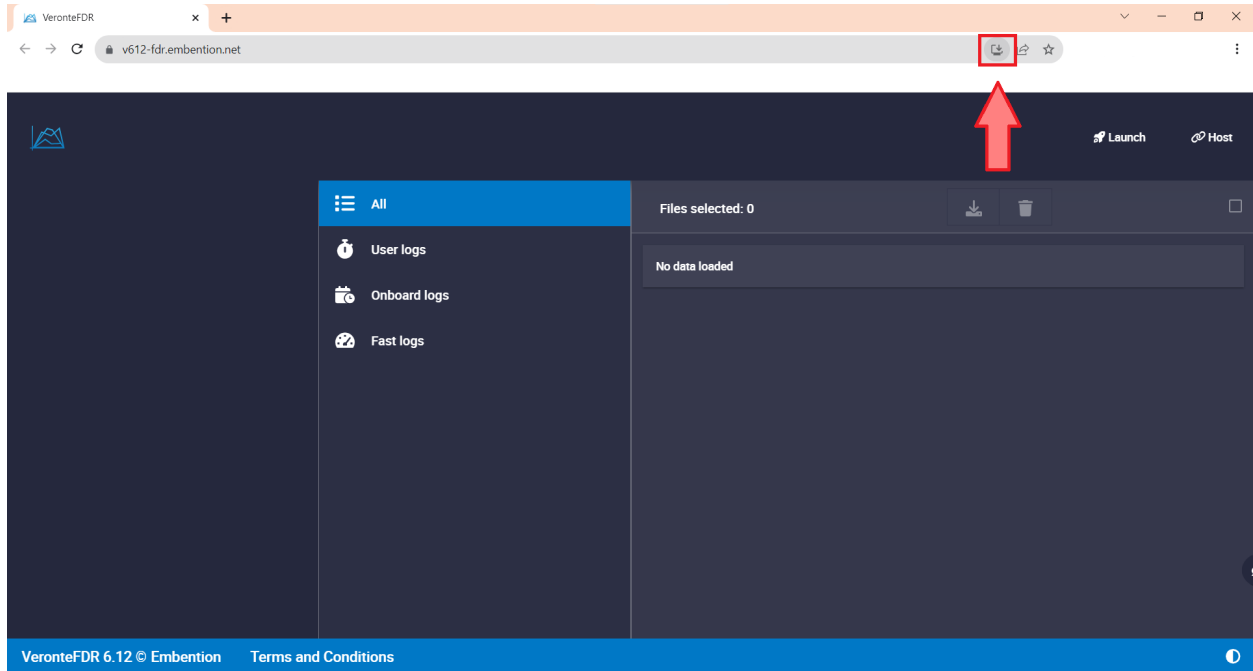 VeronteFDR
v612-fdr.embention.net
Launch
Host
All
User logs
Onboard logs
Fast logs
Files selected: 0
No data loaded
VeronteFDR 6.12 © Embention Terms and Conditions